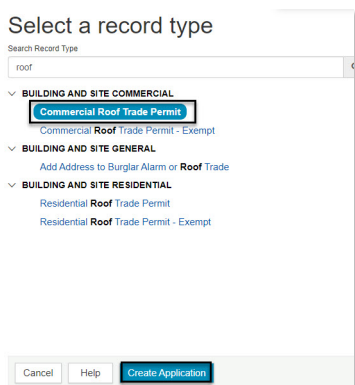 Select a record type
Search Record Type
roof
BUILDING AND SITE COMMERCIAL
Commercial Roof Trade Permit
Commercial Roof Trade Permit - Exempt
BUILDING AND SITE GENERAL
Add Address to Burglar Alarm or Roof Trade
BUILDING AND SITE RESIDENTIAL
Residential Roof Trade Permit
Residential Roof Trade Permit - Exempt
Cancel Help Create Application